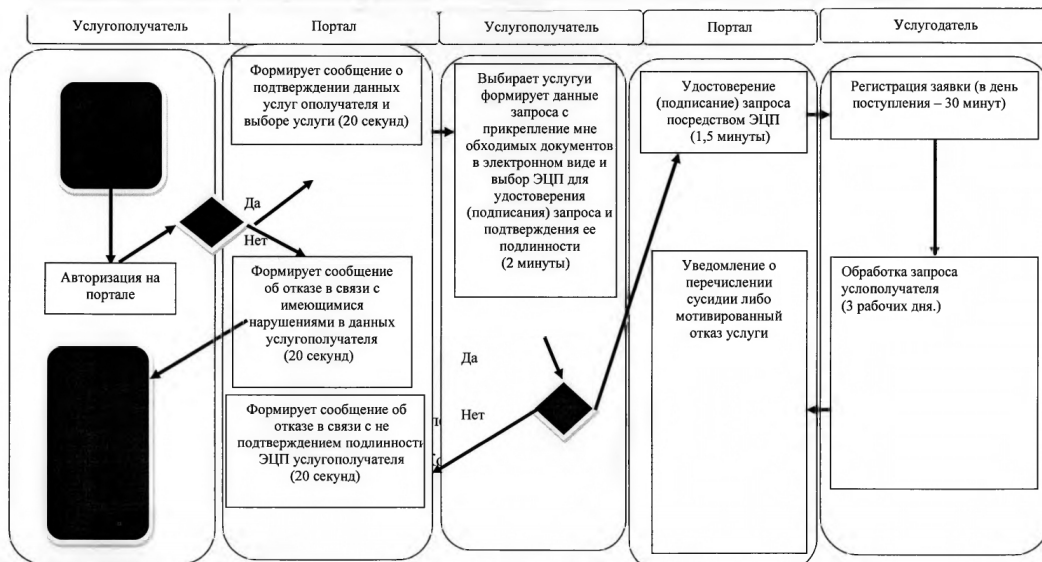 Услугополучатель
Портал
Услугополучатель
Портал
Услугодатель
Авторизация на
портале
Да
Нет
Формирует сообщение о
подтверждении данных
услуг ополучателя и
выборе услуги (20 секунд)
Формирует сообщение
об отказе в связи с
имеющимися
нарушениями в данных
услугополучателя
(20 секунд)
Формирует сообщение об
отказе в связи с не
подтверждением подлинности
ЭЦП услугополучателя
(20 секунд)
Выбирает услугуи
формирует данные
запроса с
прикрепление мне
обходимых документов
в электронном виде и
выбор ЭЦП для
удостоверения
(подписания) запроса и
подтверждения ее
подлинности
(2 минуты)
Да
Нет
Удостоверение
(подписание) запроса
посредством ЭЦП
(1,5 минуты)
Уведомление о
перечислении
сусидии либо
мотивированный
отказ услуги
Регистрация заявки (в день
поступления – 30 минут)
Обработка запроса
услополучателя
(3 рабочих дня.)